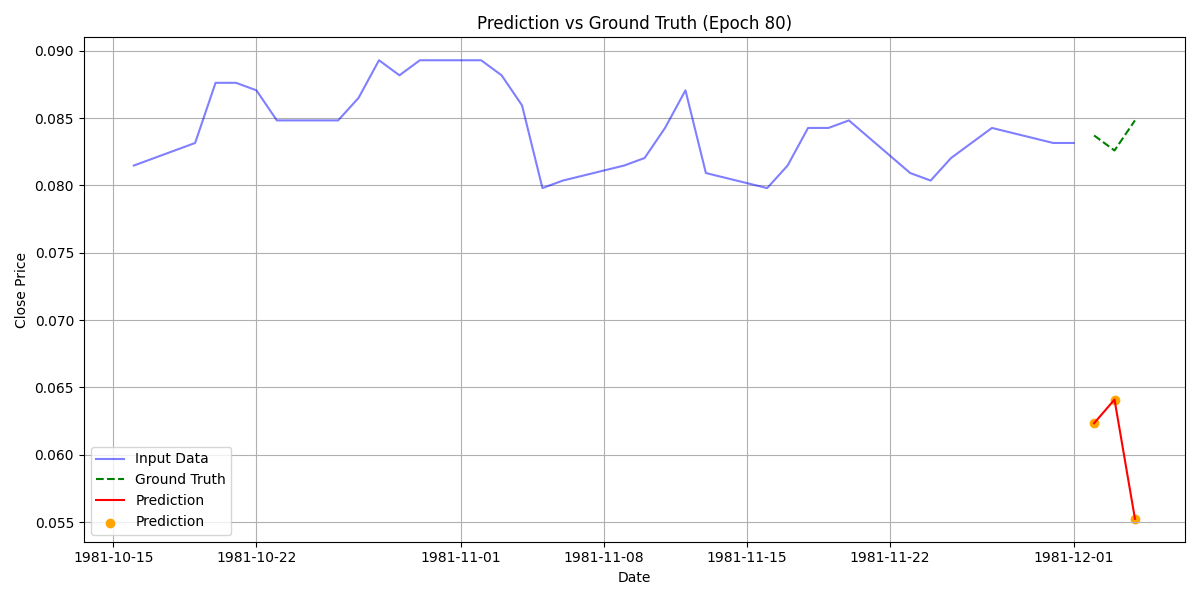 Prediction vs Ground Truth (Epoch 80)
0.090
0.085
0.080
0.075
0.070
0.065
0.060
0.055
Close Price
Input Data
Ground Truth
Prediction
Prediction
1981-10-15
1981-10-22
1981-11-01
1981-11-08
1981-11-15
1981-11-22
1981-12-01
Date